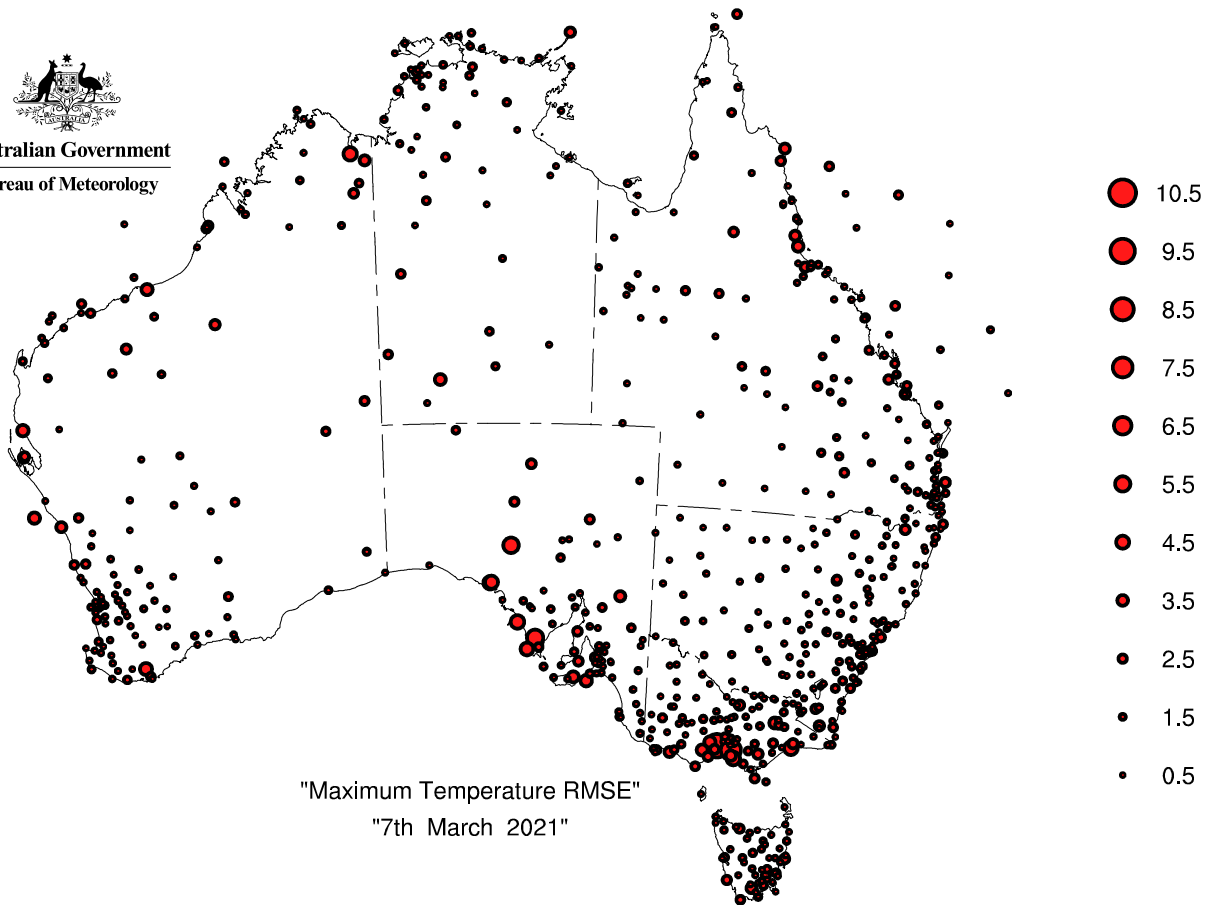 AUSTRALIA
tralian Government
reau of Meteorology
10.5
9.5
8.5
7.5
6.5
5.5
4.5
3.5
2.5
1.5
0.5
"Maximum Temperature RMSE"
"7th March 2021"